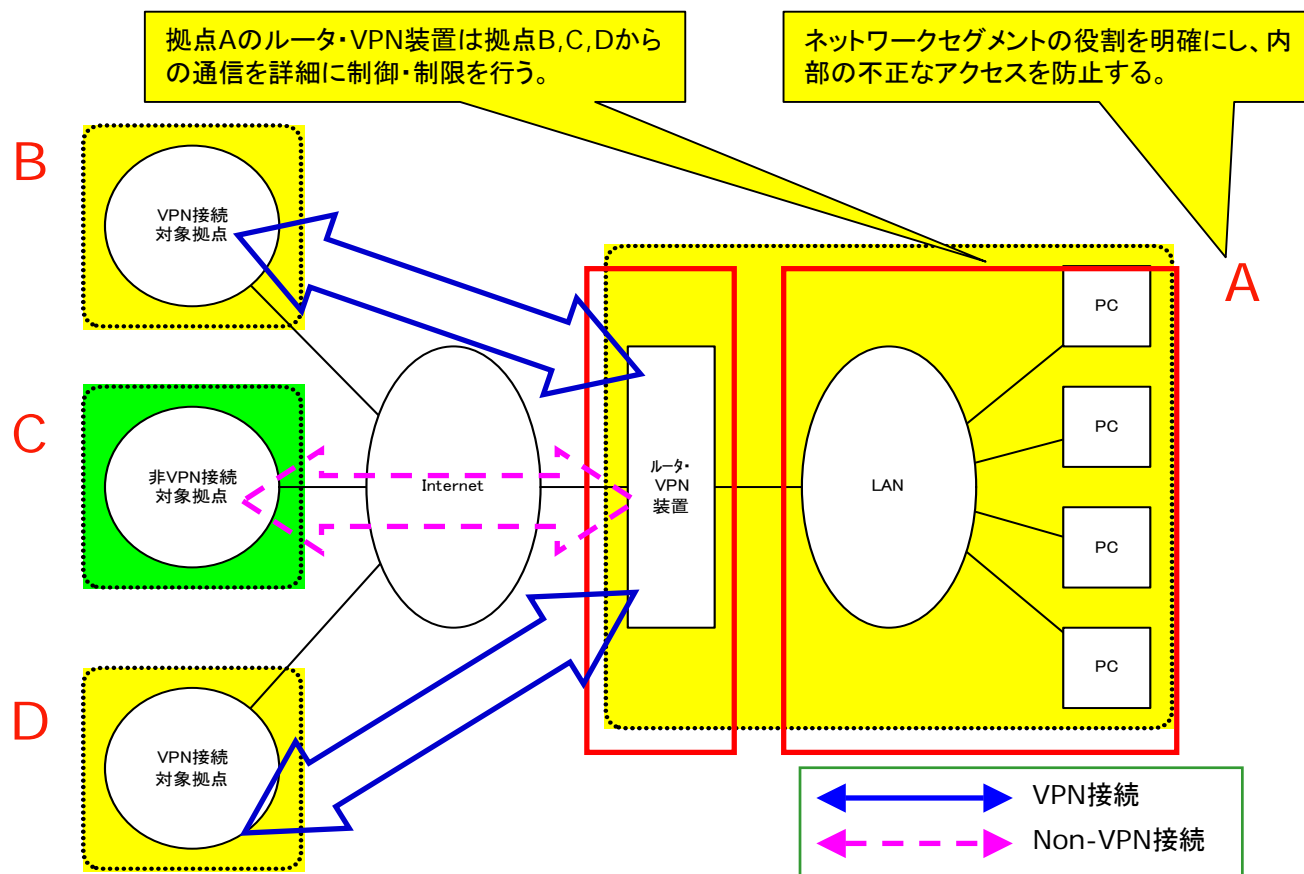 拠点Aのルータ・VPN装置は拠点B,C,Dから
の通信を詳細に制御・制限を行う。
ネットワークセグメントの役割を明確にし、内
部の不正なアクセスを防止する。
B
VPN接続
対象拠点
A
PC
C
非VPN接続
対象拠点
Internet
ルータ・
VPN
装置
LAN
PC
PC
D
VPN接続
対象拠点
PC
VPN接続
Non-VPN接続